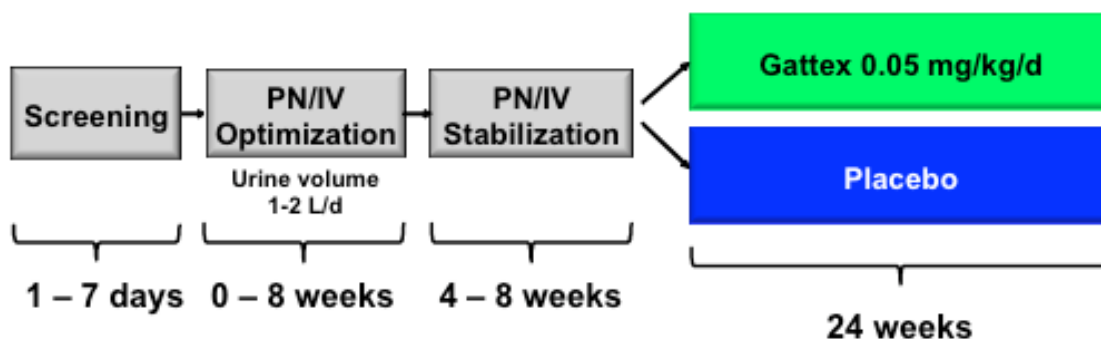 Screening
PN/IV
Optimization
PN/IV
Stabilization
Gattex 0.05 mg/kg/d
Placebo
Urine volume
1-2 L/d
1 – 7 days
0 – 8 weeks
4 – 8 weeks
24 weeks